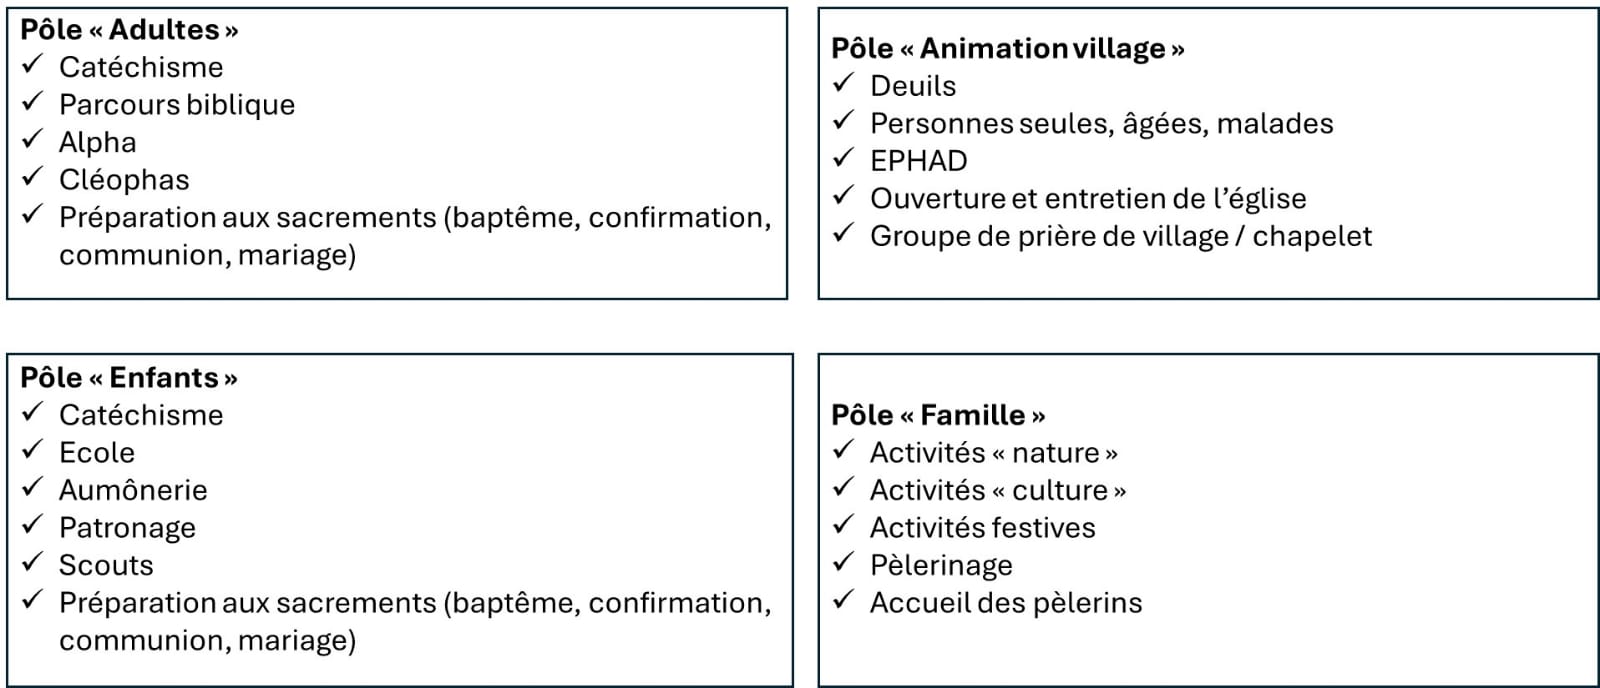 Pôle « Adultes »
✓ Catéchisme
✓ Parcours biblique
✓ Alpha
✓ Cléophas
✓ Préparation aux sacrements (baptême, confirmation,
communion, mariage)
Pôle « Animation village »
✓ Deuils
✓ Personnes seules, âgées, malades
✓ EPHAD
✓ Ouverture et entretien de l’église
✓ Groupe de prière de village / chapelet
Pôle « Enfants »
✓ Catéchisme
✓ Ecole
✓ Aumônerie
✓ Patronage
✓ Scouts
✓ Préparation aux sacrements (baptême, confirmation,
communion, mariage)
Pôle « Famille »
✓ Activités « nature »
✓ Activités « culture »
✓ Activités festives
✓ Pèlerinage
✓ Accueil des pèlerins